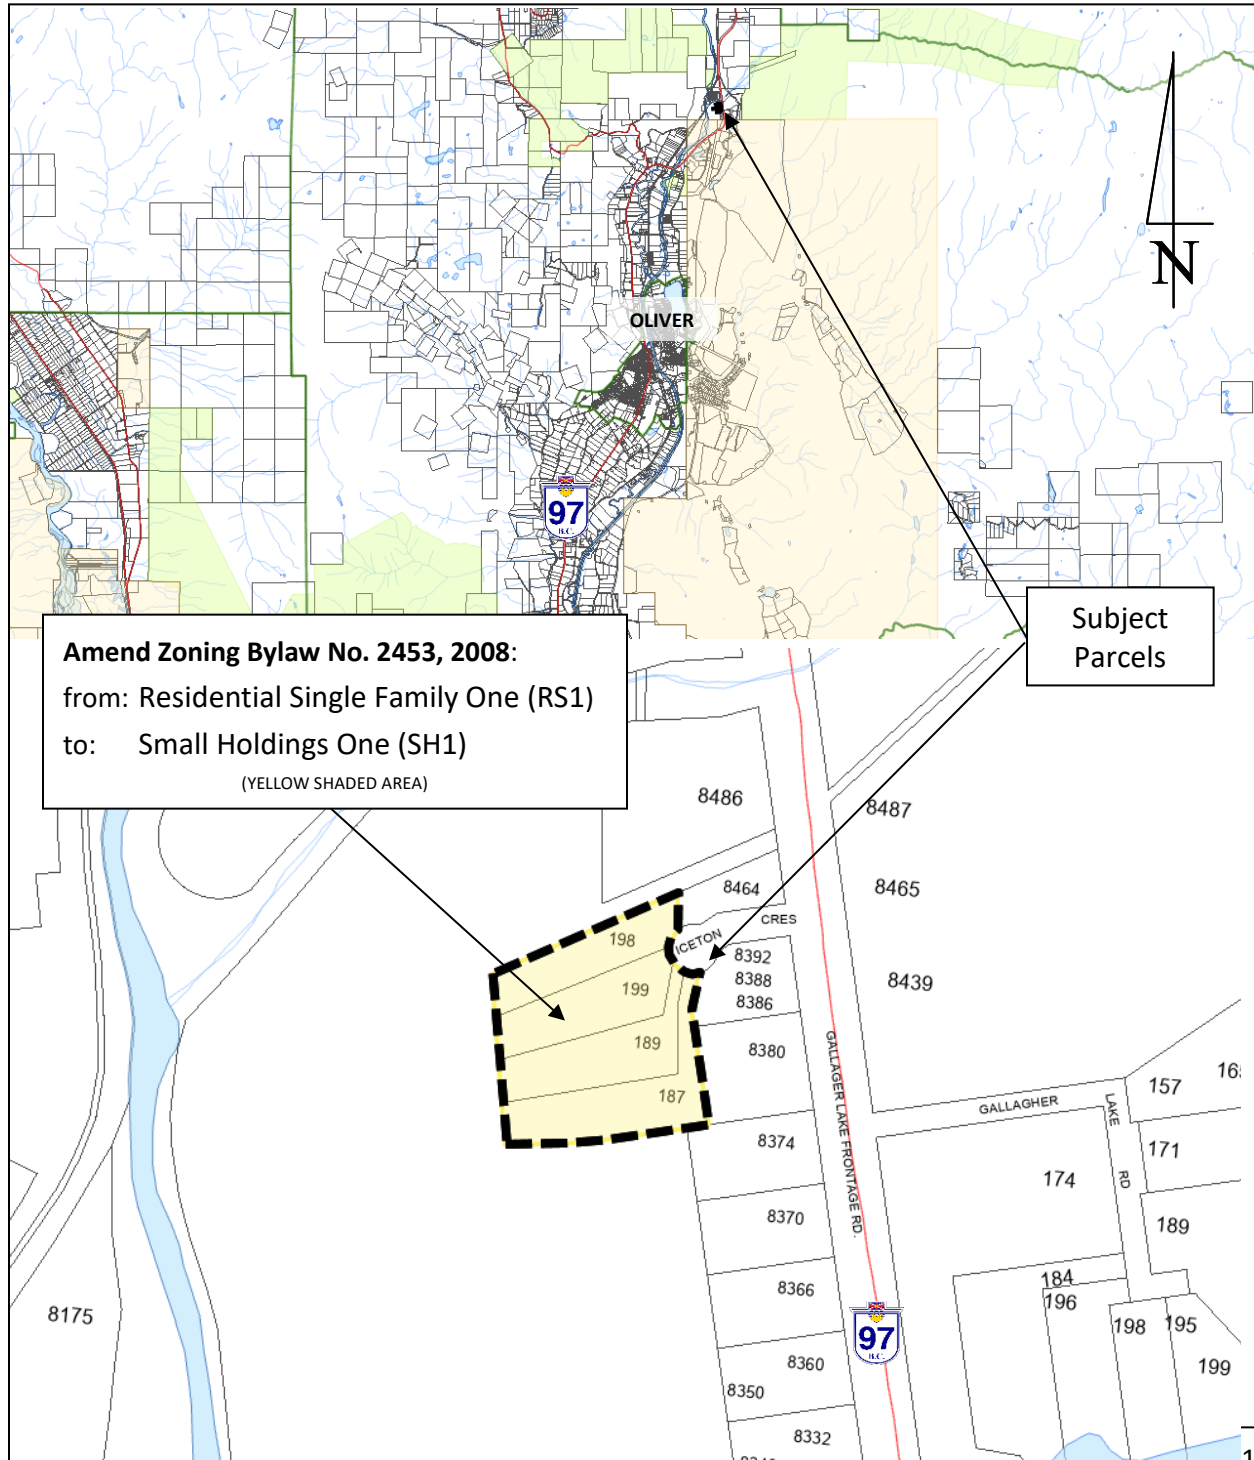 N
OLIVER
97
B.C.
Subject
Parcels
Amend Zoning Bylaw No. 2453, 2008:
from: Residential Single Family One (RS1)
to: Small Holdings One (SH1)
(YELLOW SHADED AREA)
8486
8487
8464
8465
CRES
ICETON
198
8392
8388
8386
8439
199
189
8380
187
GALLAGER LAKE FRONTAGE RD.
GALLAGHER
LAKE
RD
157
8374
171
174
8370
189
8366
184
196
8175
97
B.C.
198
195
8360
199
8350
8332
1